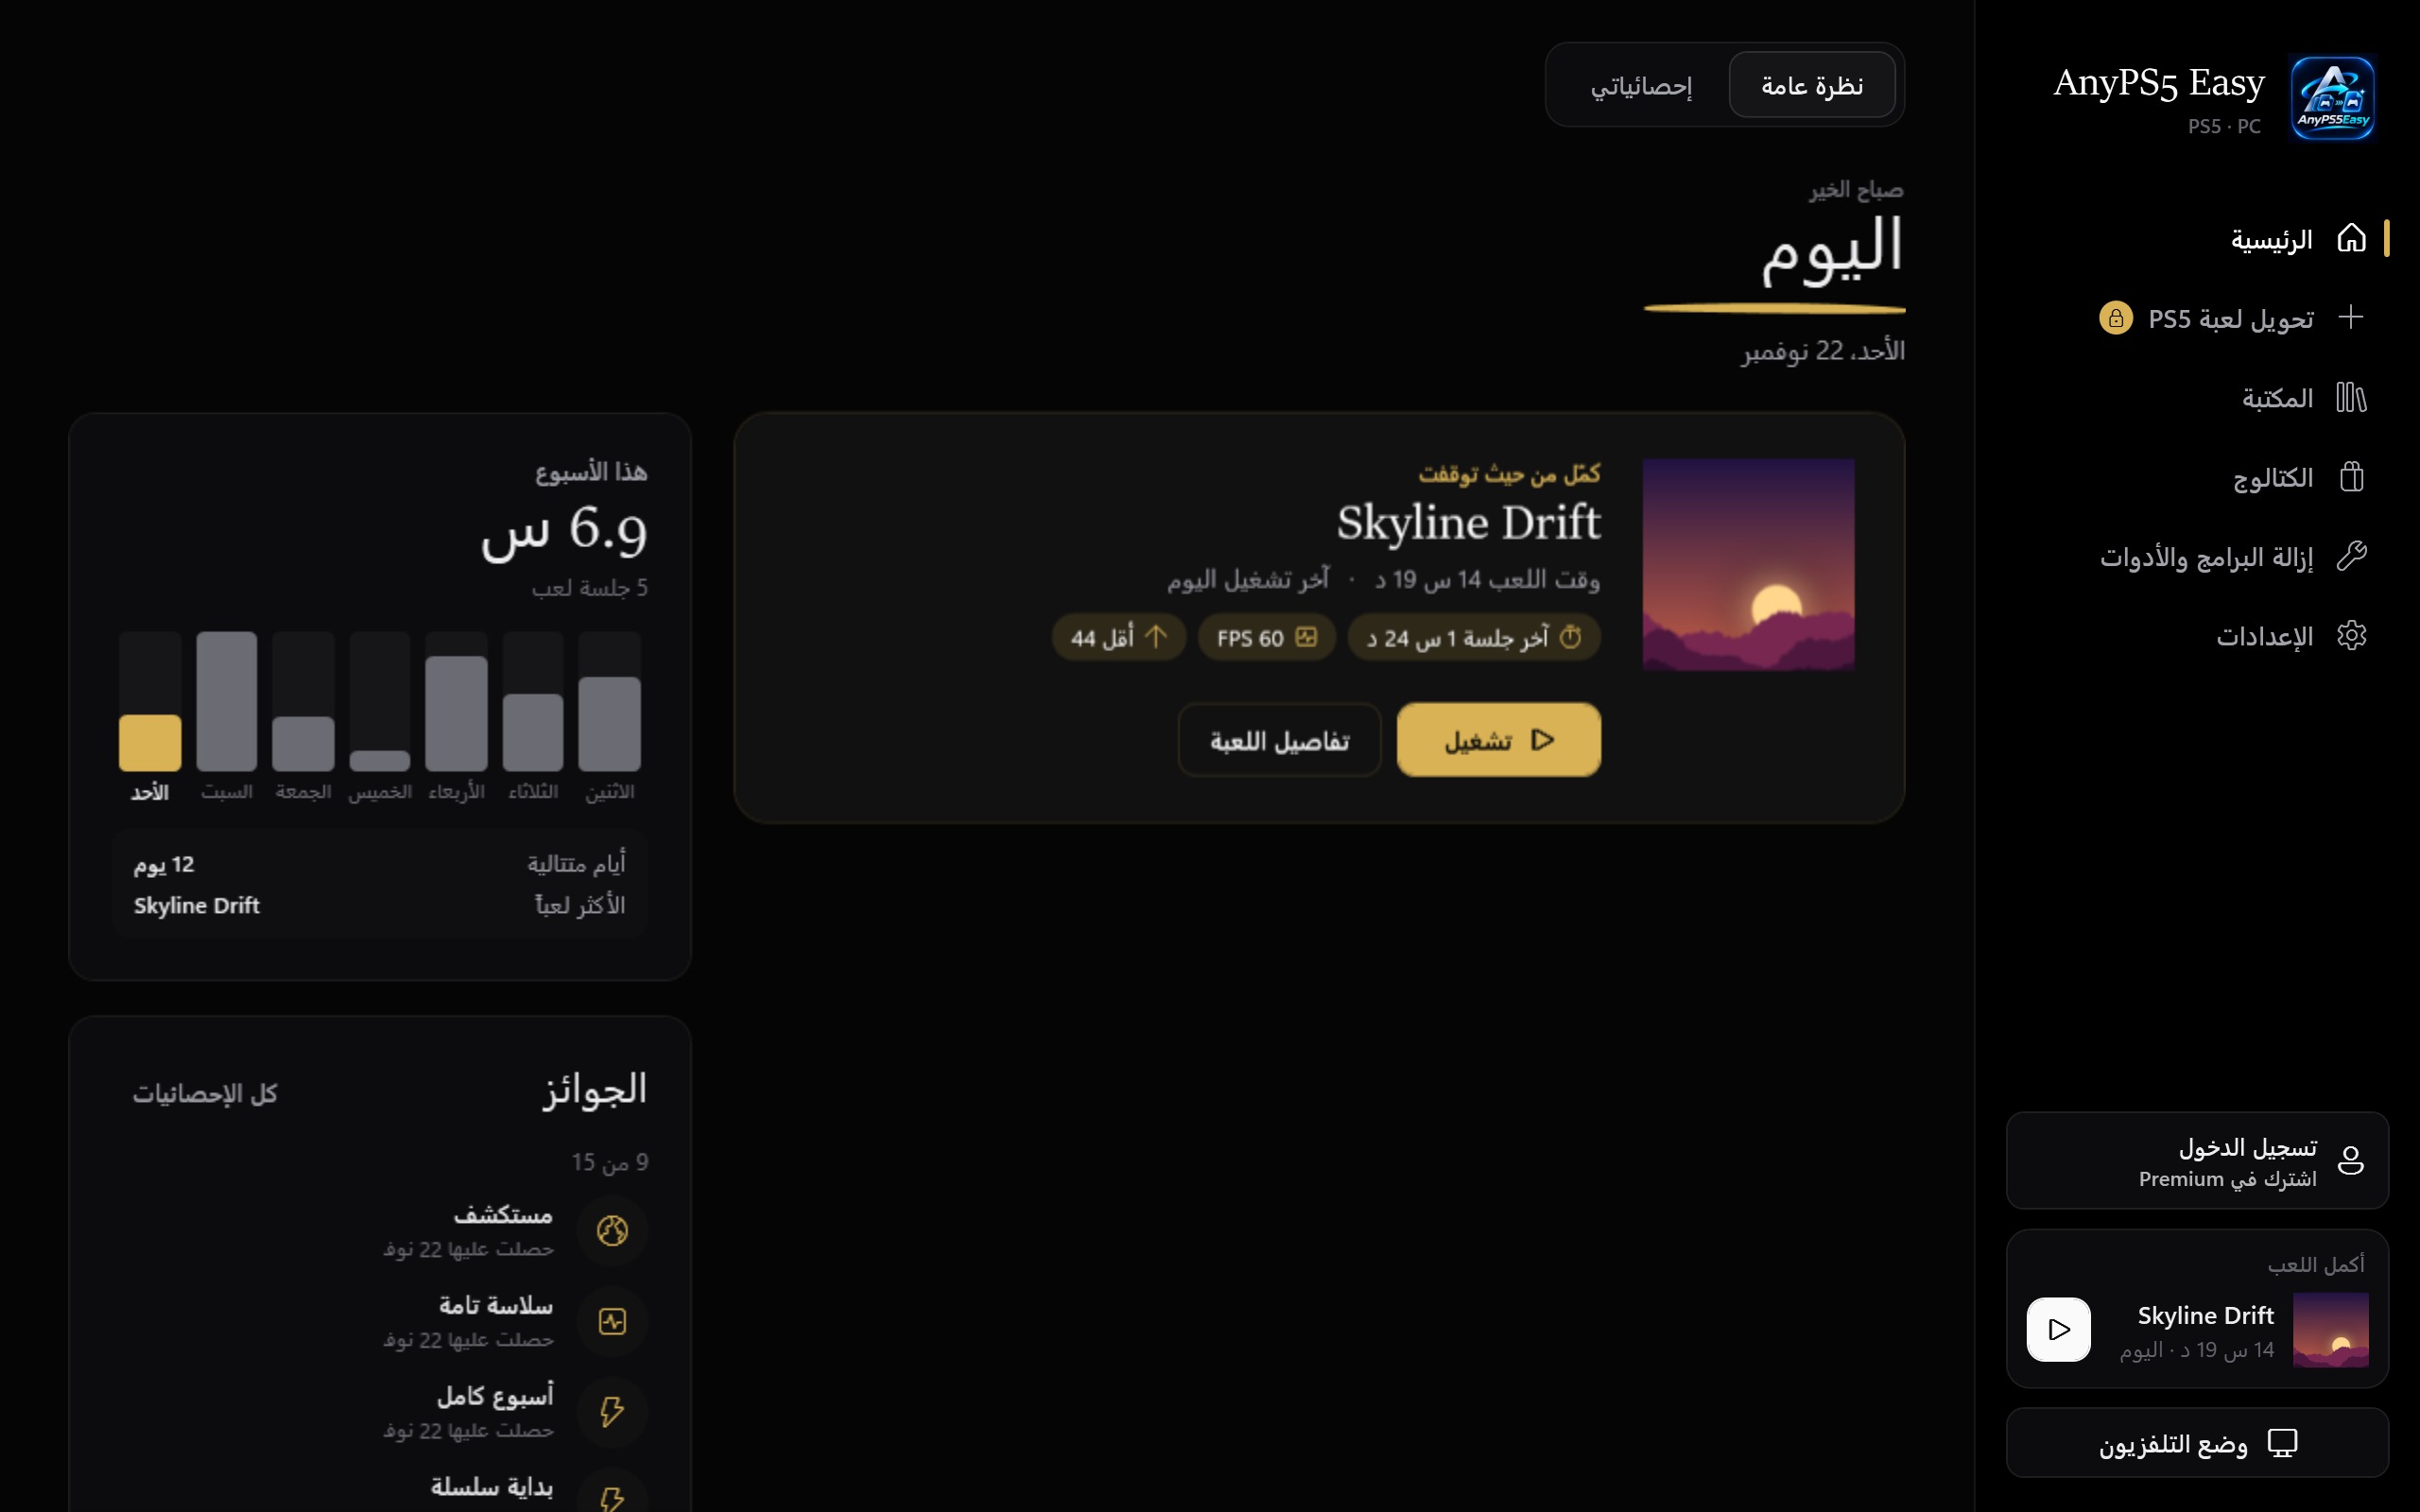 AnyPS5 Easy
PS5 · PC
AnyPS5Easy
الرئيسية
تحويل لعبة PS5
المكتبة
الكتالوج
إزالة البرامج والأدوات
الإعدادات
تسجيل الدخول
اشترك في Premium
أكمل اللعب
Skyline Drift
14 س 19 د · اليوم
وضع التلفزيون
نظرة عامة
إحصائياتي
صباح الخير
اليوم
الأحد، 22 نوفمبر
كمّل من حيث توقفت
Skyline Drift
وقت اللعب 14 س 19 د · آخر تشغيل اليوم
آخر جلسة 1 س 24 د
60 FPS
أقل 44
تشغيل
تفاصيل اللعبة
هذا الأسبوع
6.9 س
5 جلسة لعب
الاثنين الثلاثاء الأربعاء الخميس الجمعة السبت الأحد
أيام متتالية 12 يوم
الأكثر لعباً Skyline Drift
الجوائز
كل الإحصائيات
9 من 15
مستكشف
حصلت عليها 22 نوف
سلاسة تامة
حصلت عليها 22 نوف
أسبوع كامل
حصلت عليها 22 نوف
بداية سلسلة